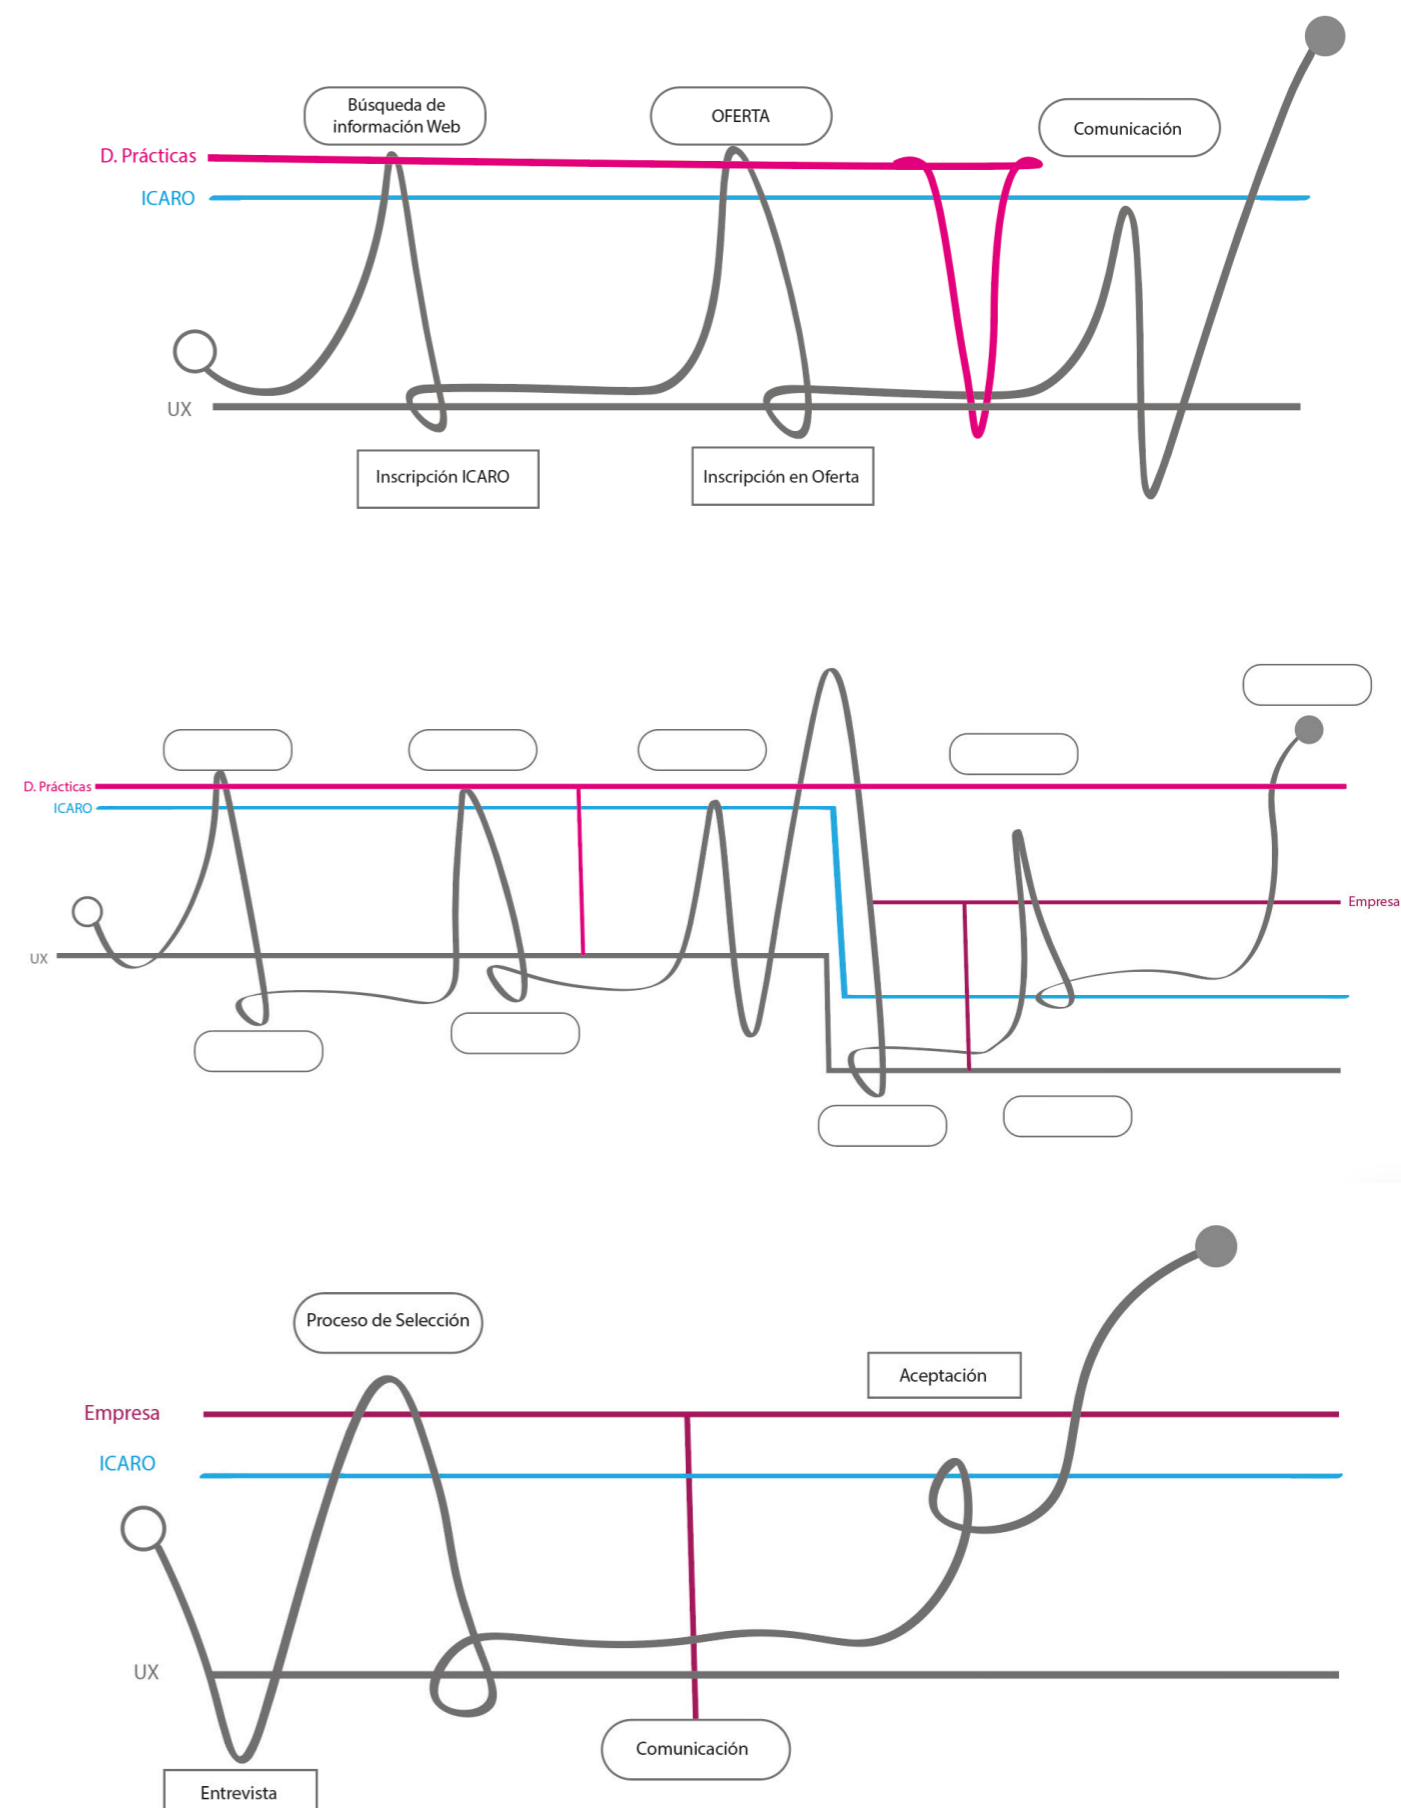 Búsqueda de
información Web
OFERTA
Comunicación
D. Prácticas
ICARO
UX
Inscripción ICARO
Inscripción en Oferta
D. Prácticas
ICARO
Empresa
UX
Proceso de Selección
Aceptación
Empresa
ICARO
UX
Comunicación
Entrevista